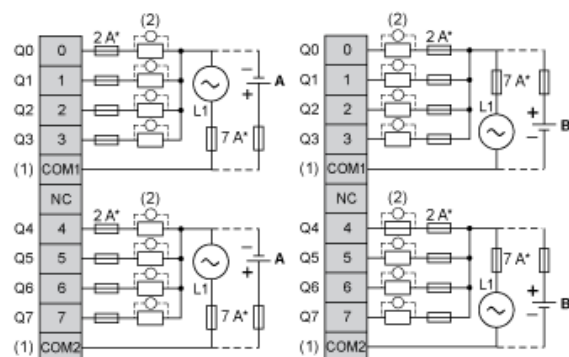 (2)
Q0 0 2 A*
Q1 1
Q2 2
Q3 3
(1) COM1
L1
7 A*
− + A
NC
(2)
Q4 4 2 A*
Q5 5
Q6 6
Q7 7
(1) COM2
L1
7 A*
− + A
(2)
Q0 0 2 A*
Q1 1
Q2 2
Q3 3
(1) COM1
7 A*
L1
+ − B
NC
(2)
Q4 4 2 A*
Q5 5
Q6 6
Q7 7
(1) COM2
7 A*
L1
+ − B